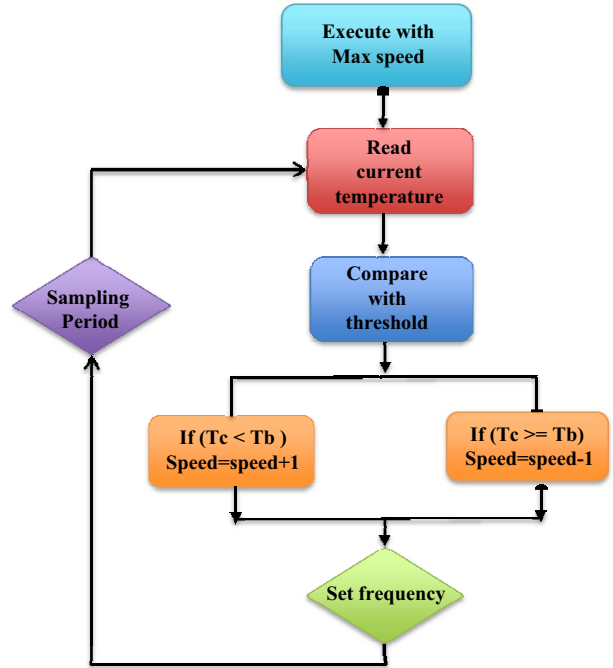 Execute with
Max speed
Read
current
temperature
Compare
with
threshold
Sampling
Period
If (Tc < Tb )
Speed=speed+1
If (Tc >= Tb)
Speed=speed-1
Set frequency